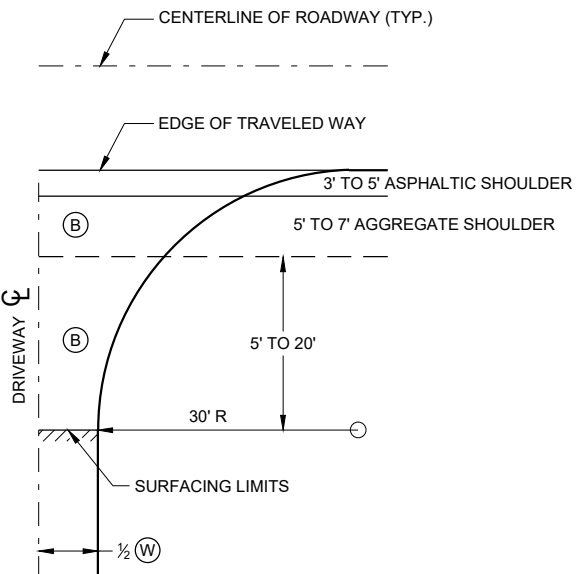 CENTERLINE OF ROADWAY (TYP.)
EDGE OF TRAVELED WAY
3' TO 5' ASPHALTIC SHOULDER
B
5' TO 7' AGGREGATE SHOULDER
DRIVEWAY ℄
B
5' TO 20'
30' R
SURFACING LIMITS
½ W